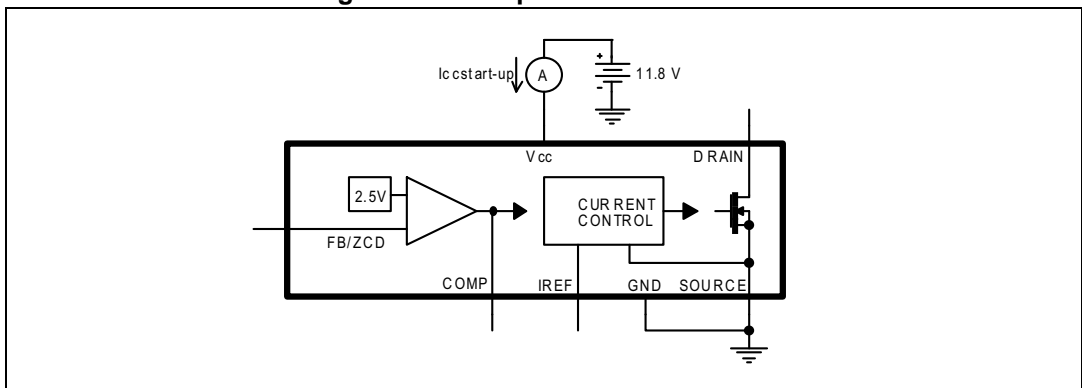 Iccstart-up
A
+
-
11.8 V
Vcc
DRAIN
2.5V
CURRENT
CONTROL
FB/ZCD
COMP
IREF
GND
SOURCE